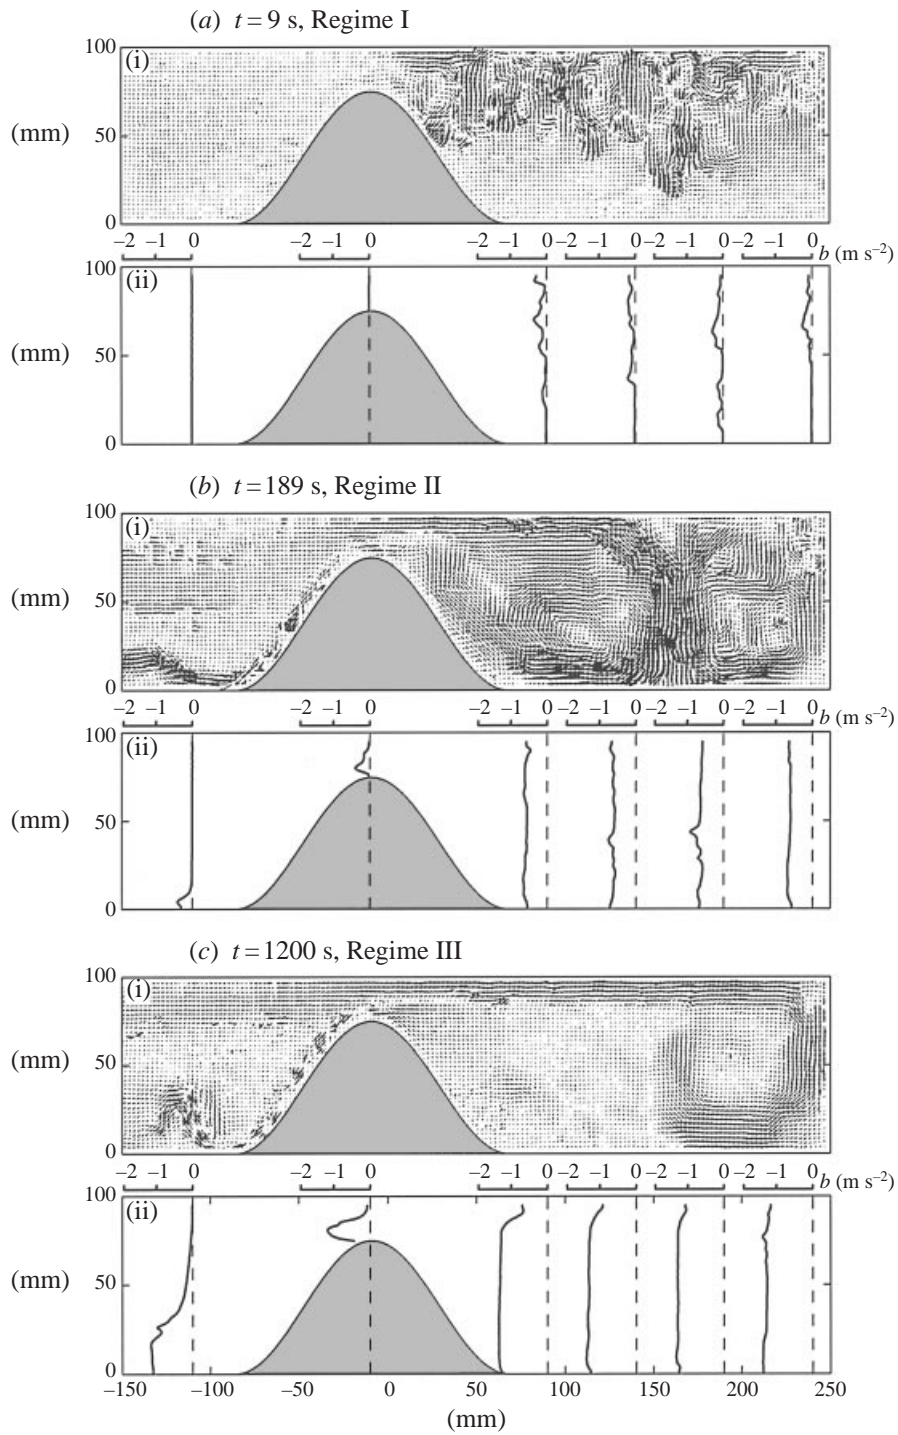 (a) t = 9 s, Regime I
100
(i)
(mm)
50
0
−2 −1 0 −2 −1 0 −2 −1 0 −2 −1 0 −2 −1 0 −2 −1 0 b (m s−2)
100
(ii)
(mm)
50
0
(b) t = 189 s, Regime II
100
(i)
(mm)
50
0
−2 −1 0 −2 −1 0 −2 −1 0 −2 −1 0 −2 −1 0 −2 −1 0 b (m s−2)
100
(ii)
(mm)
50
0
(c) t = 1200 s, Regime III
100
(i)
(mm)
50
0
−2 −1 0 −2 −1 0 −2 −1 0 −2 −1 0 −2 −1 0 −2 −1 0 b (m s−2)
100
(ii)
(mm)
50
0
−150 −100 −50 0 50 100 150 200 250
(mm)